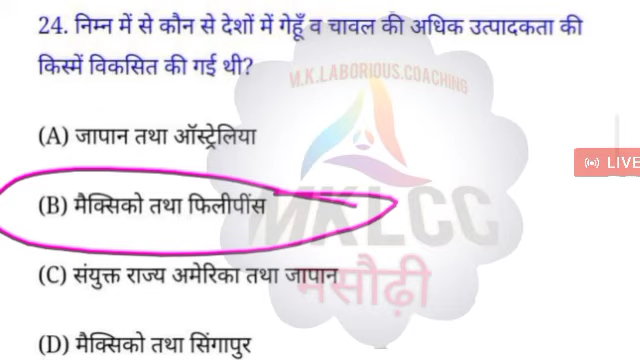 24. निम्न में से कौन से देशों में गेहूँ व चावल की अधिक उत्पादकता की
किस्में विकसित की गई थी?
M.K.LABORIOUS.COACHING
(A) जापान तथा ऑस्ट्रेलिया
LIVE
(B) मैक्सिको तथा फिलीपींस
MKLCC
(C) संयुक्त राज्य अमेरिका तथा जापान
मसौढ़ी
(D) मैक्सिको तथा सिंगापुर